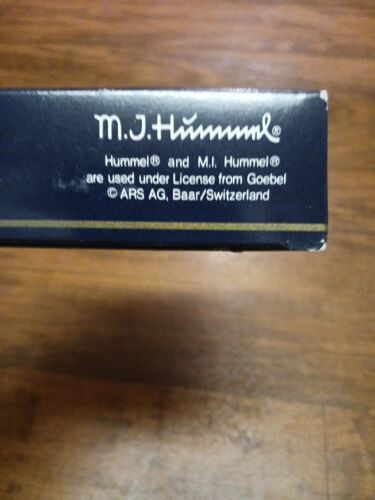 M.J.Hummel®
Hummel® and M.I. Hummel®
are used under License from Goebel
© ARS AG, Baar/Switzerland